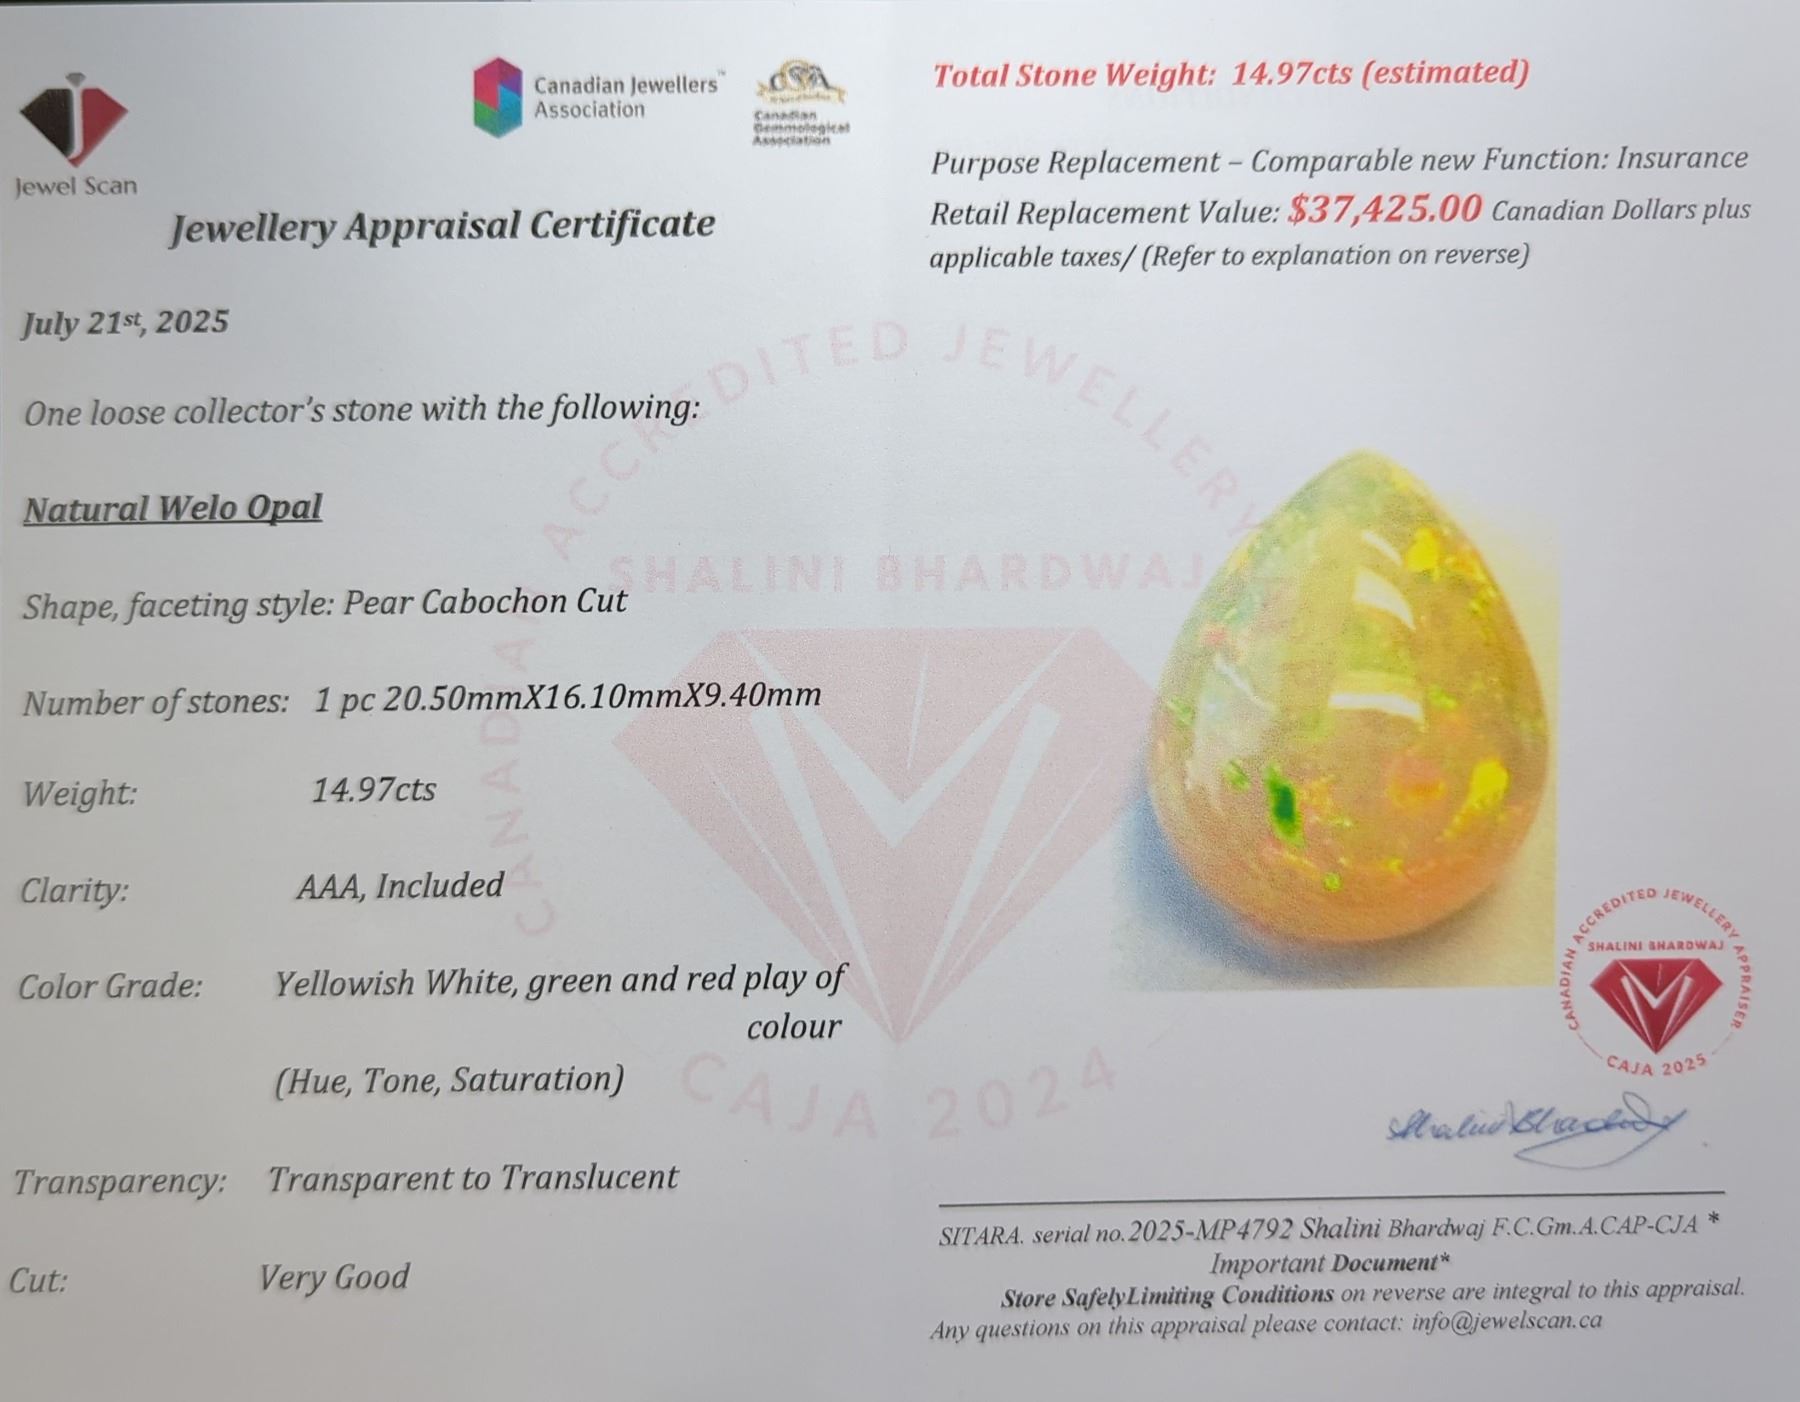 Jewel Scan
Canadian Jewellers™
Association
CGA
Canadian
Gemmological
Association
Jewellery Appraisal Certificate
July 21st, 2025
One loose collector's stone with the following:
Natural Welo Opal
Shape, faceting style: Pear Cabochon Cut
Number of stones: 1 pc 20.50mmX16.10mmX9.40mm
Weight: 14.97cts
Clarity: AAA, Included
Color Grade: Yellowish White, green and red play of
colour
(Hue, Tone, Saturation)
Transparency: Transparent to Translucent
Cut: Very Good
Total Stone Weight: 14.97cts (estimated)
Purpose Replacement – Comparable new Function: Insurance
Retail Replacement Value: $37,425.00 Canadian Dollars plus
applicable taxes/ (Refer to explanation on reverse)
CANADIAN ACCREDITED JEWELLERY
SHALINI BHARDWAJ
CAJA 2024
CANADIAN ACCREDITED JEWELLERY APPRAISER
SHALINI BHARDWAJ
CAJA 2025
Shalini Bhardwaj
SITARA. serial no.2025-MP4792 Shalini Bhardwaj F.C.Gm.A.CAP-CJA *
Important Document*
Store SafelyLimiting Conditions on reverse are integral to this appraisal.
Any questions on this appraisal please contact: info@jewelscan.ca